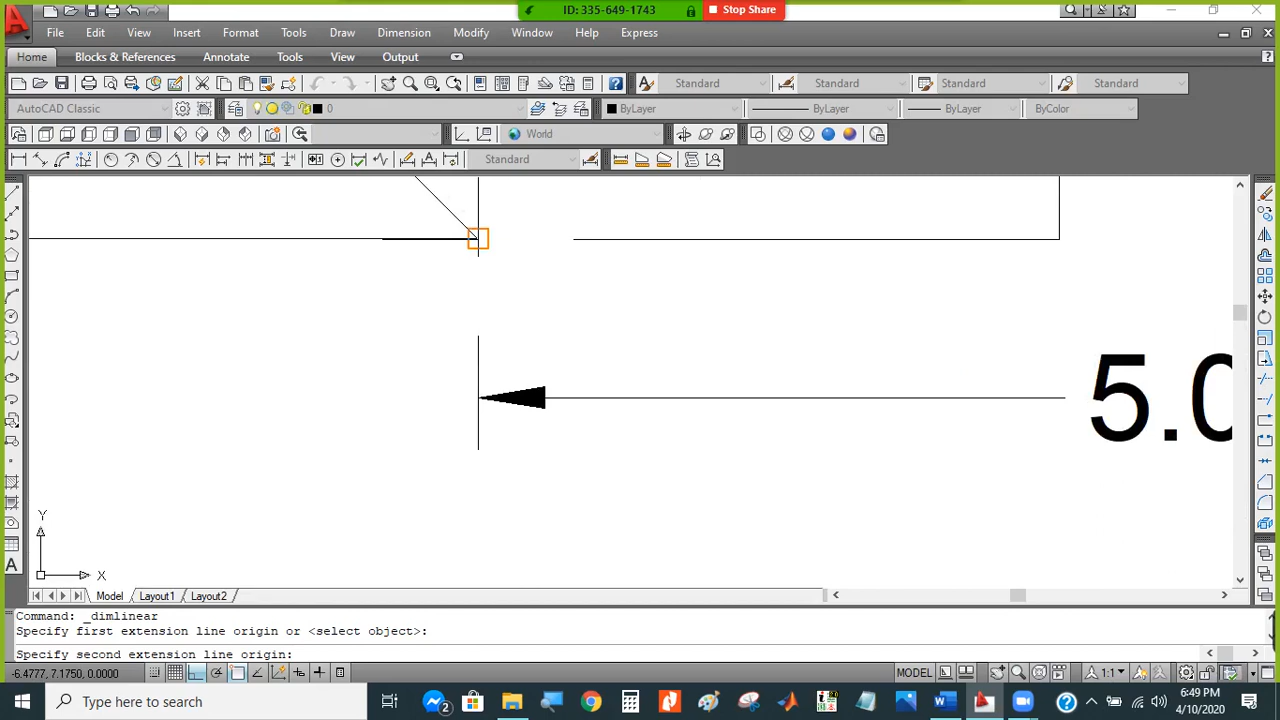 ID: 335-649-1743 Stop Share
File Edit View Insert Format Tools Draw Dimension Modify Window Help Express
Home Blocks & References Annotate Tools View Output
Standard Standard Standard Standard
AutoCAD Classic 0 ByLayer ByLayer ByLayer ByColor
World
Standard
5.0
Y
X
A
Model Layout1 Layout2
Command: _dimlinear
Specify first extension line origin or <select object>:
Specify second extension line origin:
-6.4777, 7.1750, 0.0000 MODEL 1:1
Type here to search 2 6:49 PM
4/10/2020